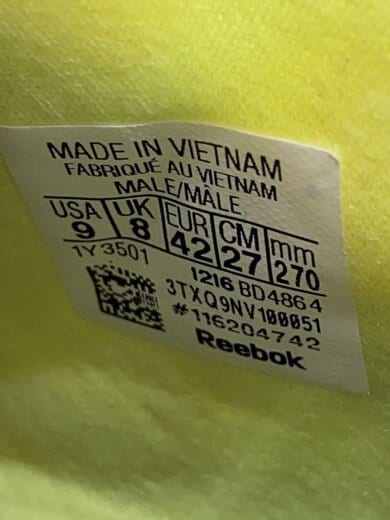 MADE IN VIETNAM
FABRIQUÉ AU VIETNAM
MALE/MÂLE
USA UK EUR CM mm
9 8 42 27 270
1Y3501
1216 BD4864
3TXQ9NV100051
#116204742
Reebok